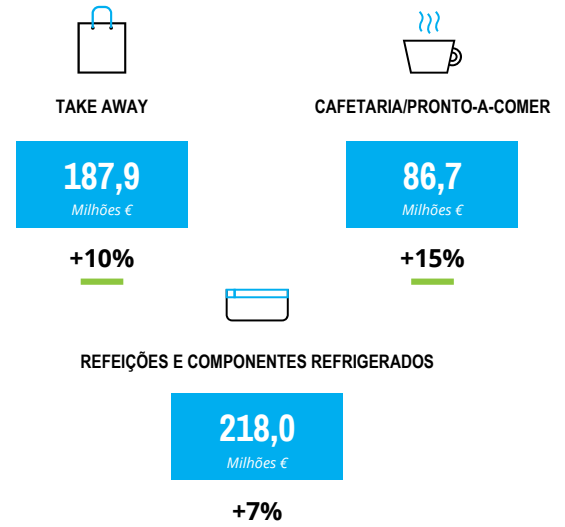 TAKE AWAY
187,9
Milhões €
+10%
CAFETARIA/PRONTO-A-COMER
86,7
Milhões €
+15%
REFEIÇÕES E COMPONENTES REFRIGERADOS
218,0
Milhões €
+7%